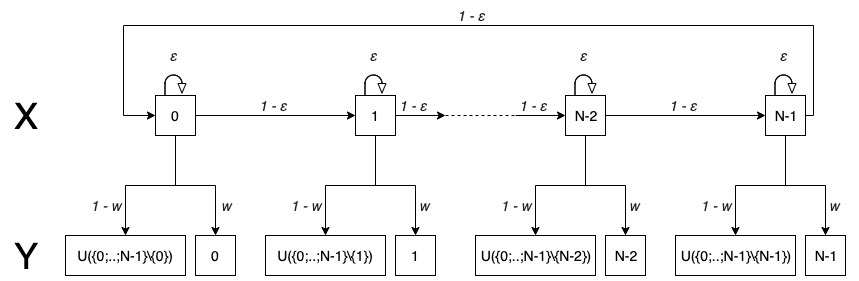 1 - ε
ε ε ε ε
X 0 1 - ε 1 1 - ε 1 - ε N-2 1 - ε N-1
1 - w w 1 - w w 1 - w w 1 - w w
Y U({0;..;N-1}\{0}) 0 U({0;..;N-1}\{1}) 1 U({0;..;N-1}\{N-2}) N-2 U({0;..;N-1}\{N-1}) N-1